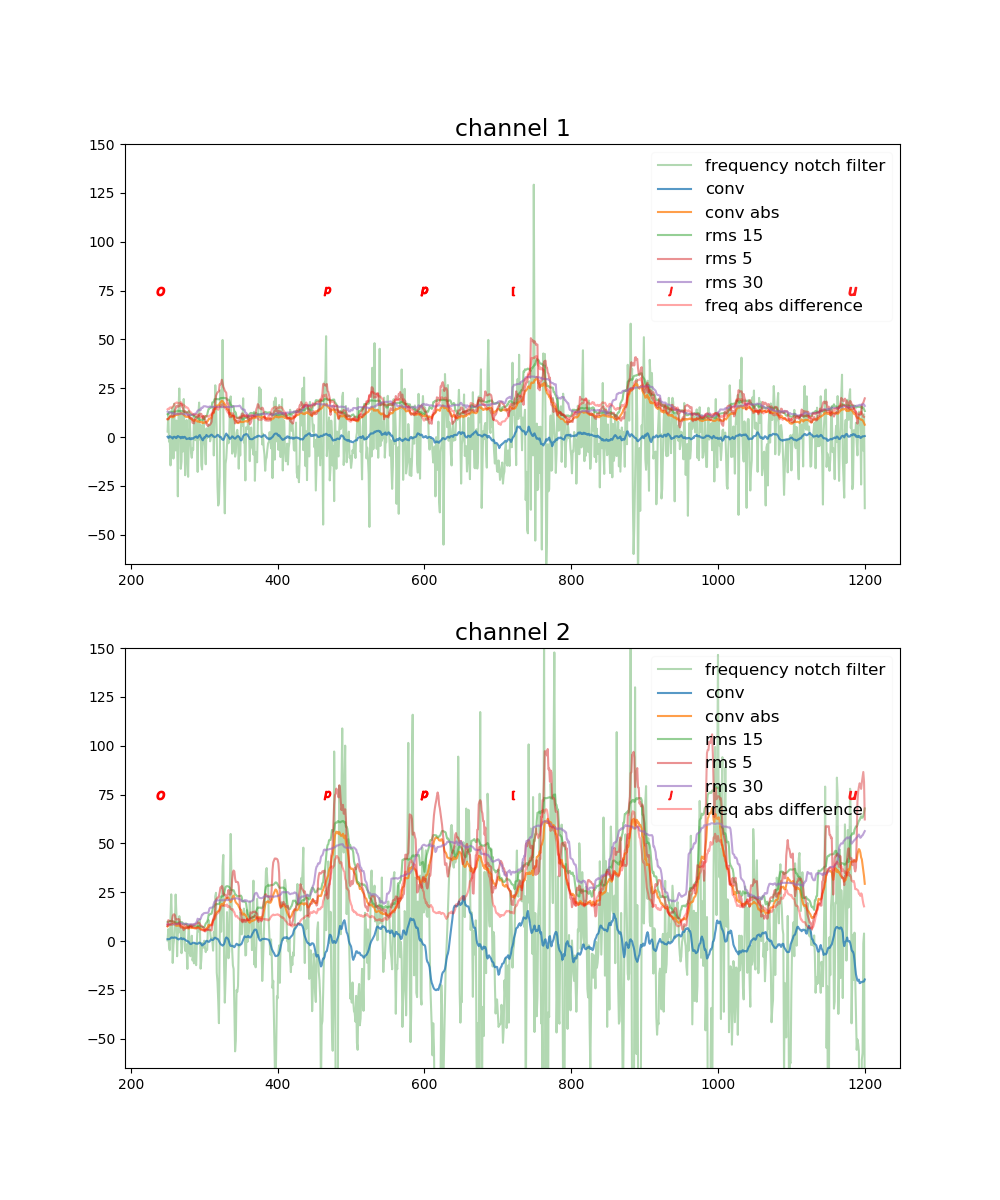 channel 1
150
125
100
75
50
25
0
−25
−50
frequency notch filter
conv
conv abs
rms 15
rms 5
rms 30
freq abs difference
o p p ɪ ȷ u
200 400 600 800 1000 1200
channel 2
150
125
100
75
50
25
0
−25
−50
frequency notch filter
conv
conv abs
rms 15
rms 5
rms 30
freq abs difference
o p p u
200 400 600 800 1000 1200